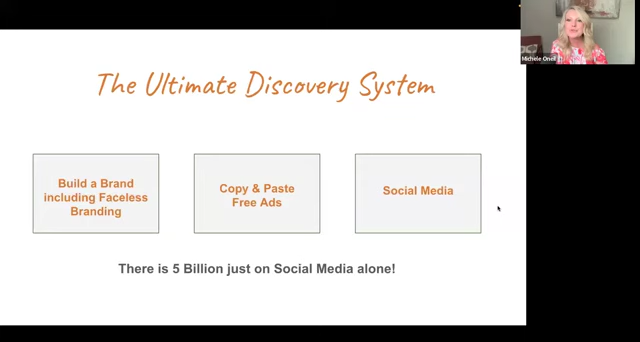 The Ultimate Discovery System
Build a Brand
including Faceless
Branding
Copy & Paste
Free Ads
Social Media
There is 5 Billion just on Social Media alone!
Michele Oneil